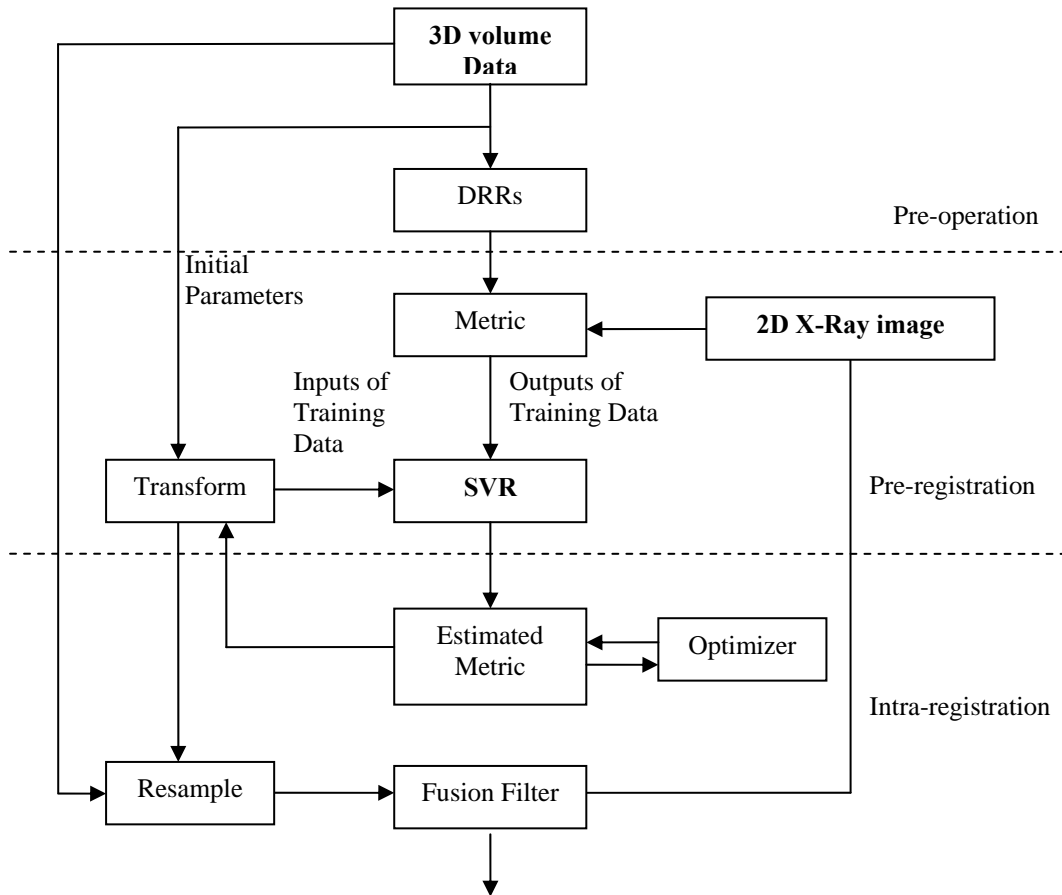 3D volume
Data
DRRs
Pre-operation
Initial
Parameters
Metric
2D X-Ray image
Inputs of
Training
Data
Outputs of
Training Data
Transform
SVR
Pre-registration
Estimated
Metric
Optimizer
Intra-registration
Resample
Fusion Filter